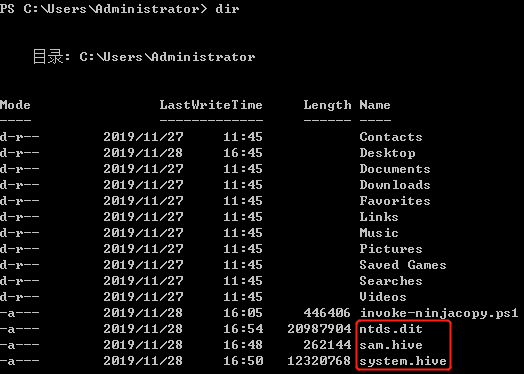 PS C:\Users\Administrator> dir
目录: C:\Users\Administrator
Mode LastWriteTime Length Name
---- ------------- ------ ----
d-r-- 2019/11/27 11:45 Contacts
d-r-- 2019/11/28 16:45 Desktop
d-r-- 2019/11/27 11:45 Documents
d-r-- 2019/11/27 11:45 Downloads
d-r-- 2019/11/27 11:45 Favorites
d-r-- 2019/11/27 11:45 Links
d-r-- 2019/11/27 11:45 Music
d-r-- 2019/11/27 11:45 Pictures
d-r-- 2019/11/27 11:45 Saved Games
d-r-- 2019/11/27 11:45 Searches
d-r-- 2019/11/27 11:45 Videos
-a--- 2019/11/28 16:05 446406 invoke-ninjacopy.ps1
-a--- 2019/11/28 16:54 20987904 ntds.dit
-a--- 2019/11/28 16:48 262144 sam.hive
-a--- 2019/11/28 16:50 12320768 system.hive